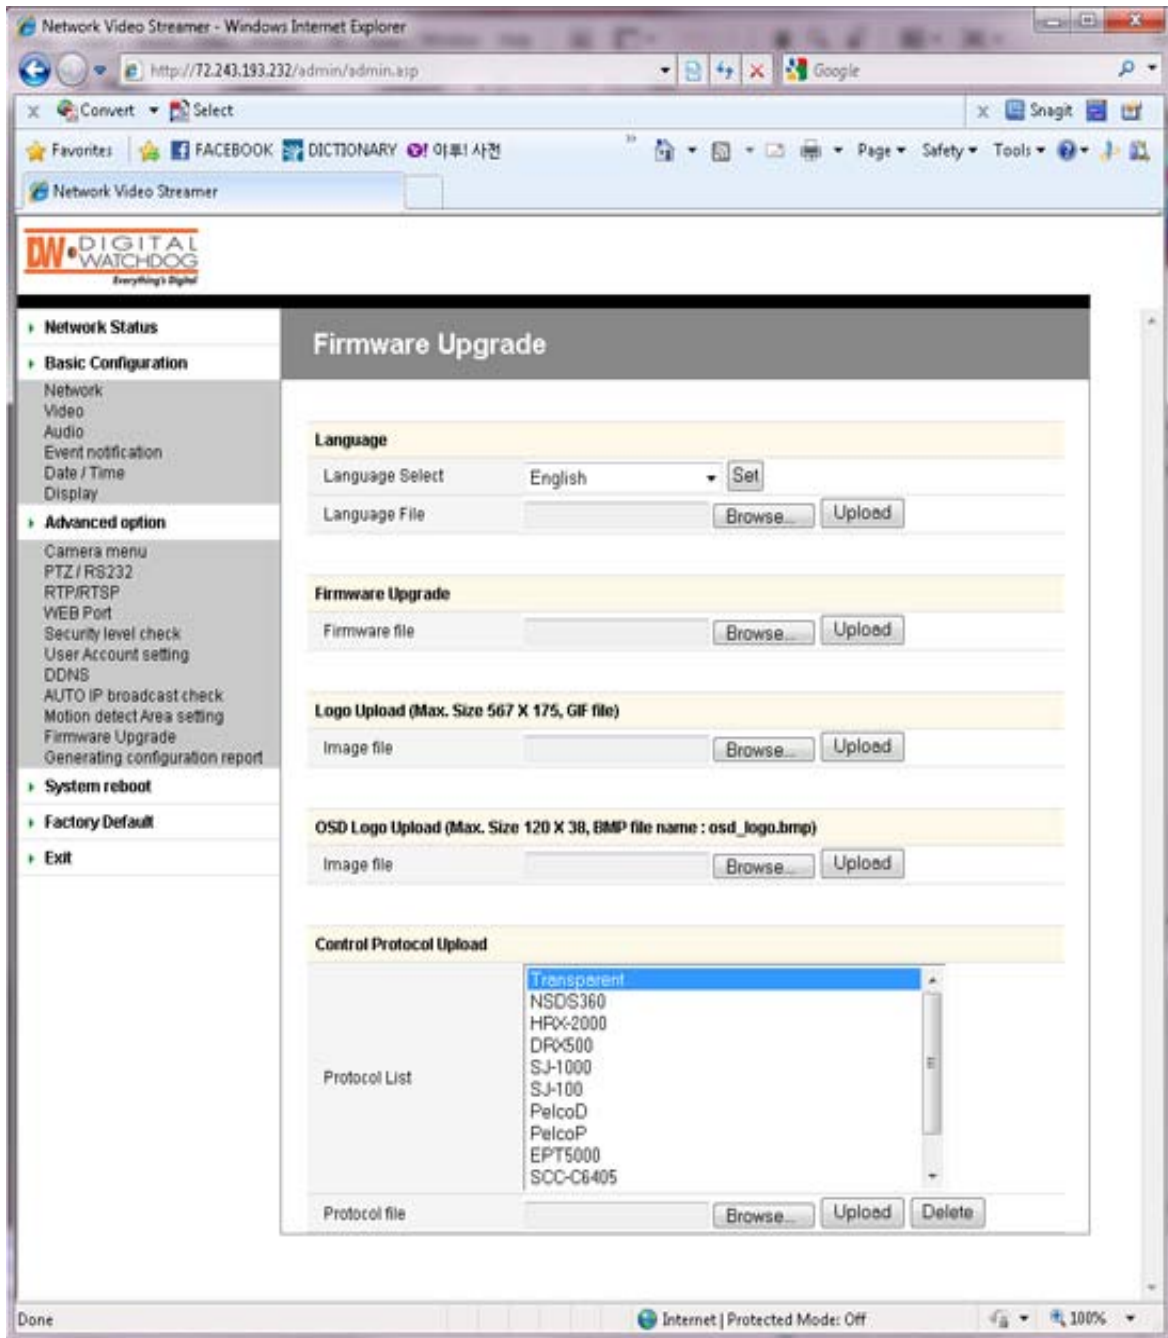 Network Video Streamer - Windows Internet Explorer
http://72.243.193.232/admin/admin.asp
Google
x Convert Select
x Snagit
Favorites FACEBOOK DICTIONARY 야후! 사전
» Page Safety Tools
Network Video Streamer
DW DIGITAL WATCHDOG
Everything's Digital
Network Status
Basic Configuration
Network
Video
Audio
Event notification
Date / Time
Display
Advanced option
Camera menu
PTZ / RS232
RTP/RTSP
WEB Port
Security level check
User Account setting
DDNS
AUTO IP broadcast check
Motion detect Area setting
Firmware Upgrade
Generating configuration report
System reboot
Factory Default
Exit
Firmware Upgrade
Language
Language Select English Set
Language File Browse... Upload
Firmware Upgrade
Firmware file Browse... Upload
Logo Upload (Max. Size 567 X 175, GIF file)
Image file Browse... Upload
OSD Logo Upload (Max. Size 120 X 38, BMP file name : osd_logo.bmp)
Image file Browse... Upload
Control Protocol Upload
Protocol List
Transparent
NSDS360
HRX-2000
DRX500
SJ-1000
SJ-100
PelcoD
PelcoP
EPT5000
SCC-C6405
Protocol file Browse... Upload Delete
Done Internet | Protected Mode: Off 100%